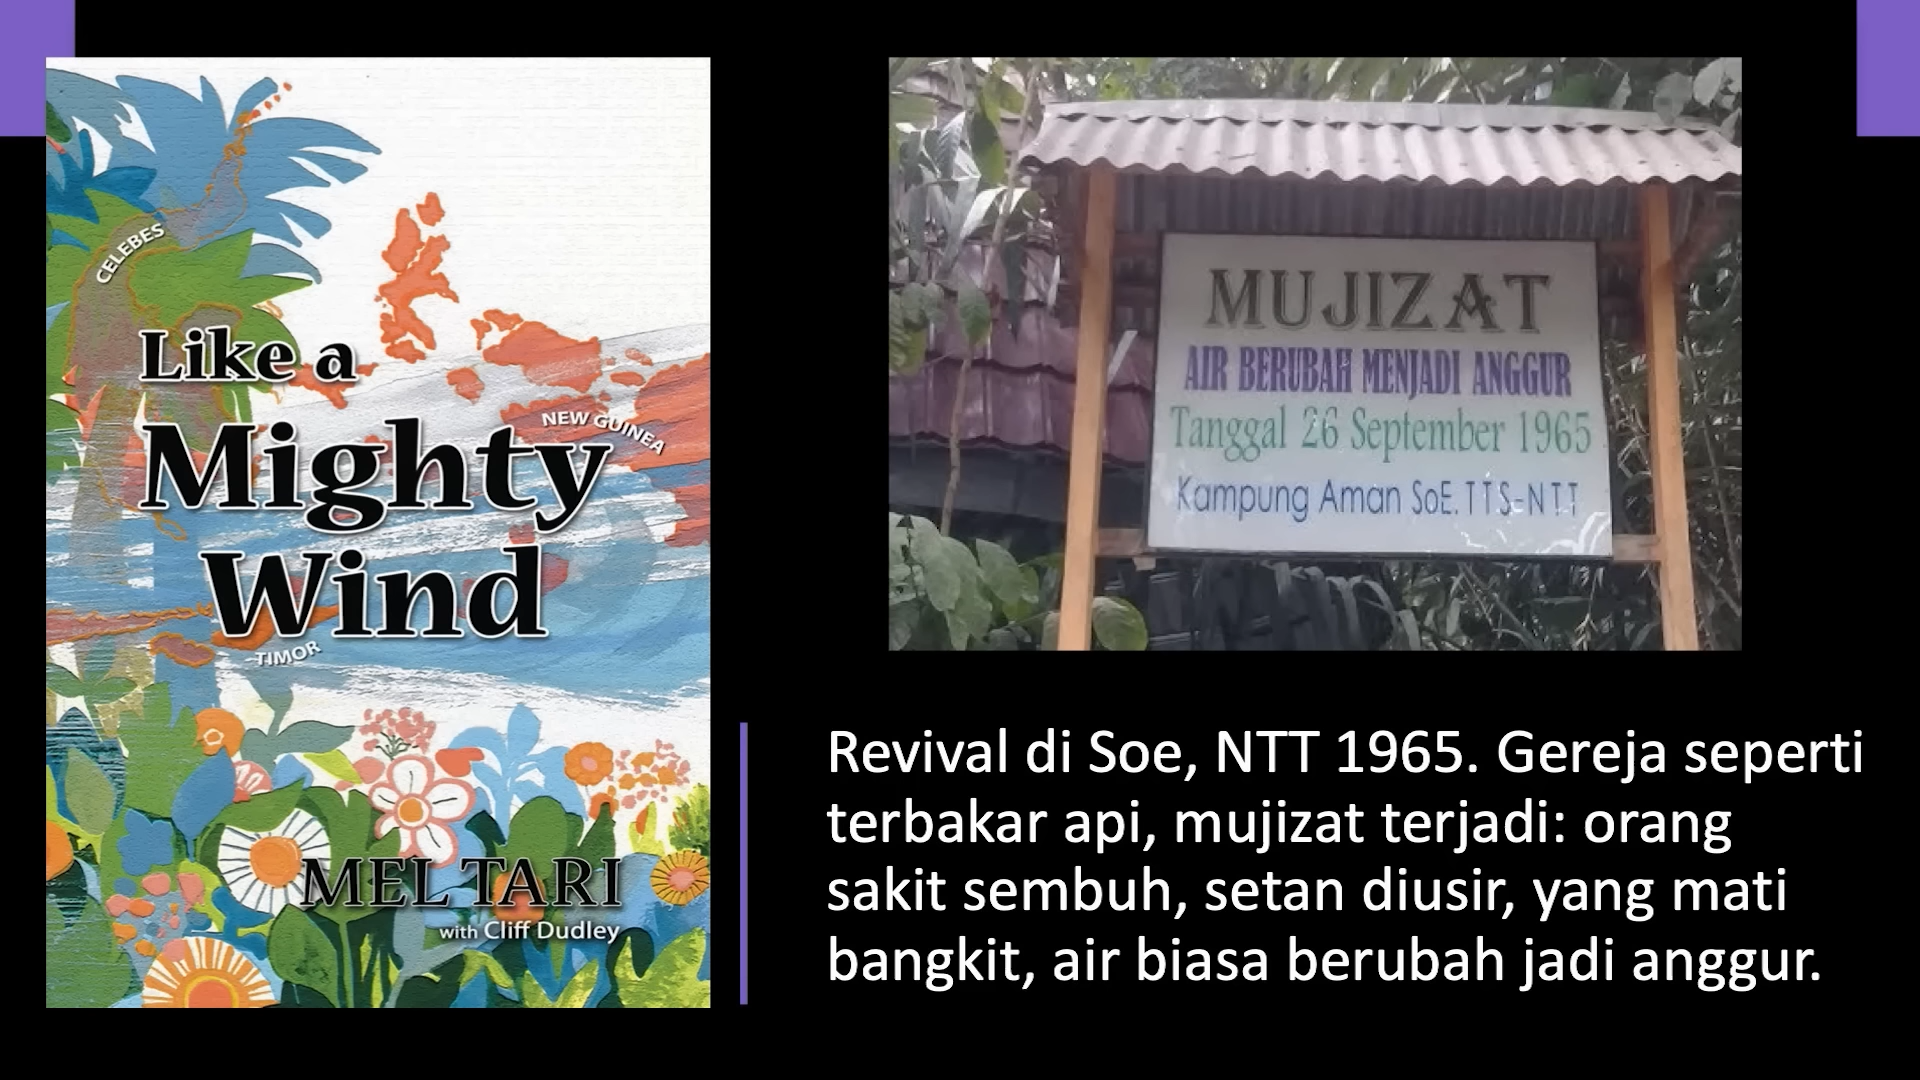 CELEBES
Like a
Mighty
Wind
NEW GUINEA
TIMOR
MEL TARI
with Cliff Dudley
MUJIZAT
AIR BERUBAH MENJADI ANGGUR
Tanggal 26 September 1965
Kampung Aman SoE. TTS-NTT
Revival di Soe, NTT 1965. Gereja seperti
terbakar api, mujizat terjadi: orang
sakit sembuh, setan diusir, yang mati
bangkit, air biasa berubah jadi anggur.